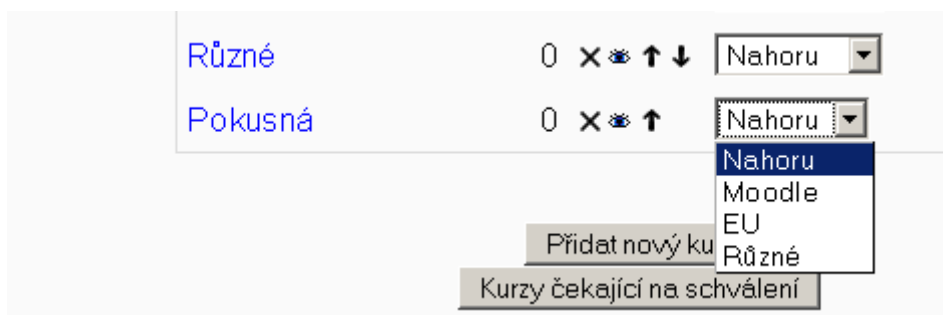 Různé 0 Nahoru
Pokusná 0 Nahoru
Nahoru
Moodle
EU
Různé
Přidat nový ku
Kurzy čekající na schválení